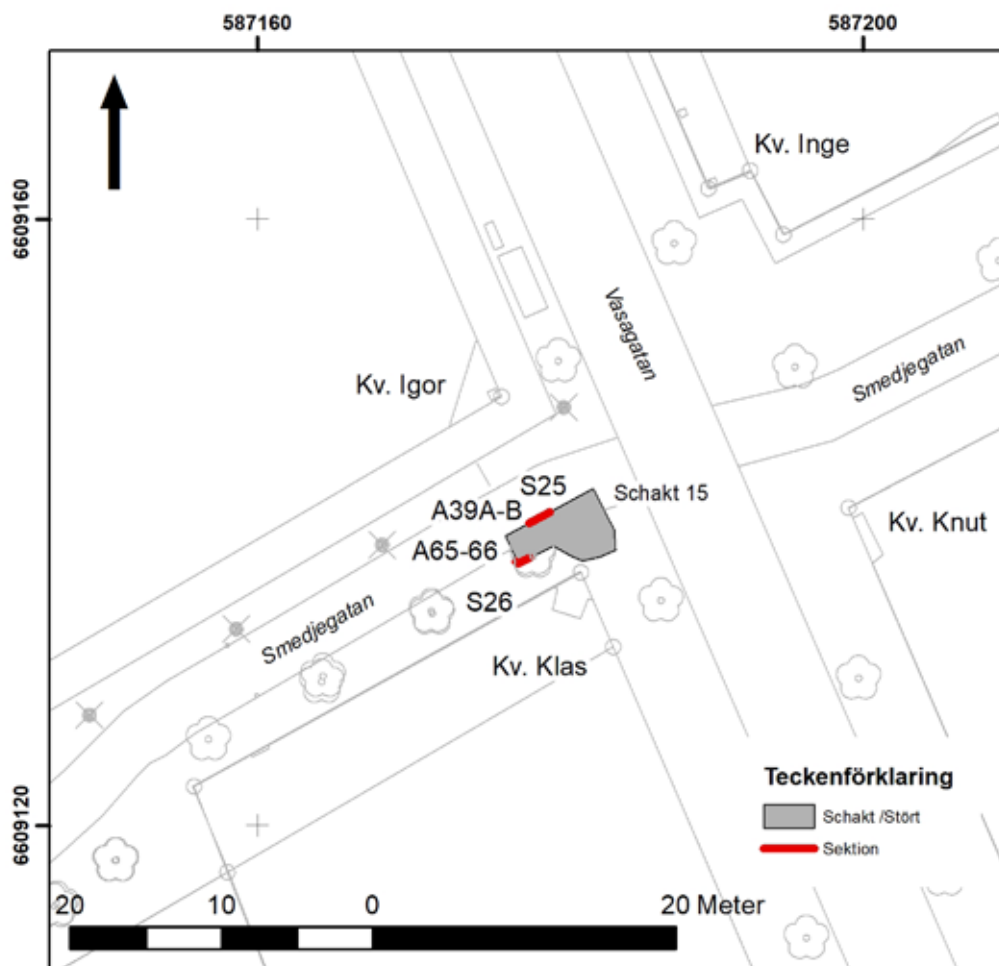 587160
587200
Kv. Inge
6609160
Vasagatan
Smedjegatan
Kv. Igor
S25
Schakt 15
A39A-B
Kv. Knut
A65-66
S26
Smedjegatan
Kv. Klas
Teckenförklaring
Schakt /Stört
6609120
Sektion
20 10 0 20 Meter